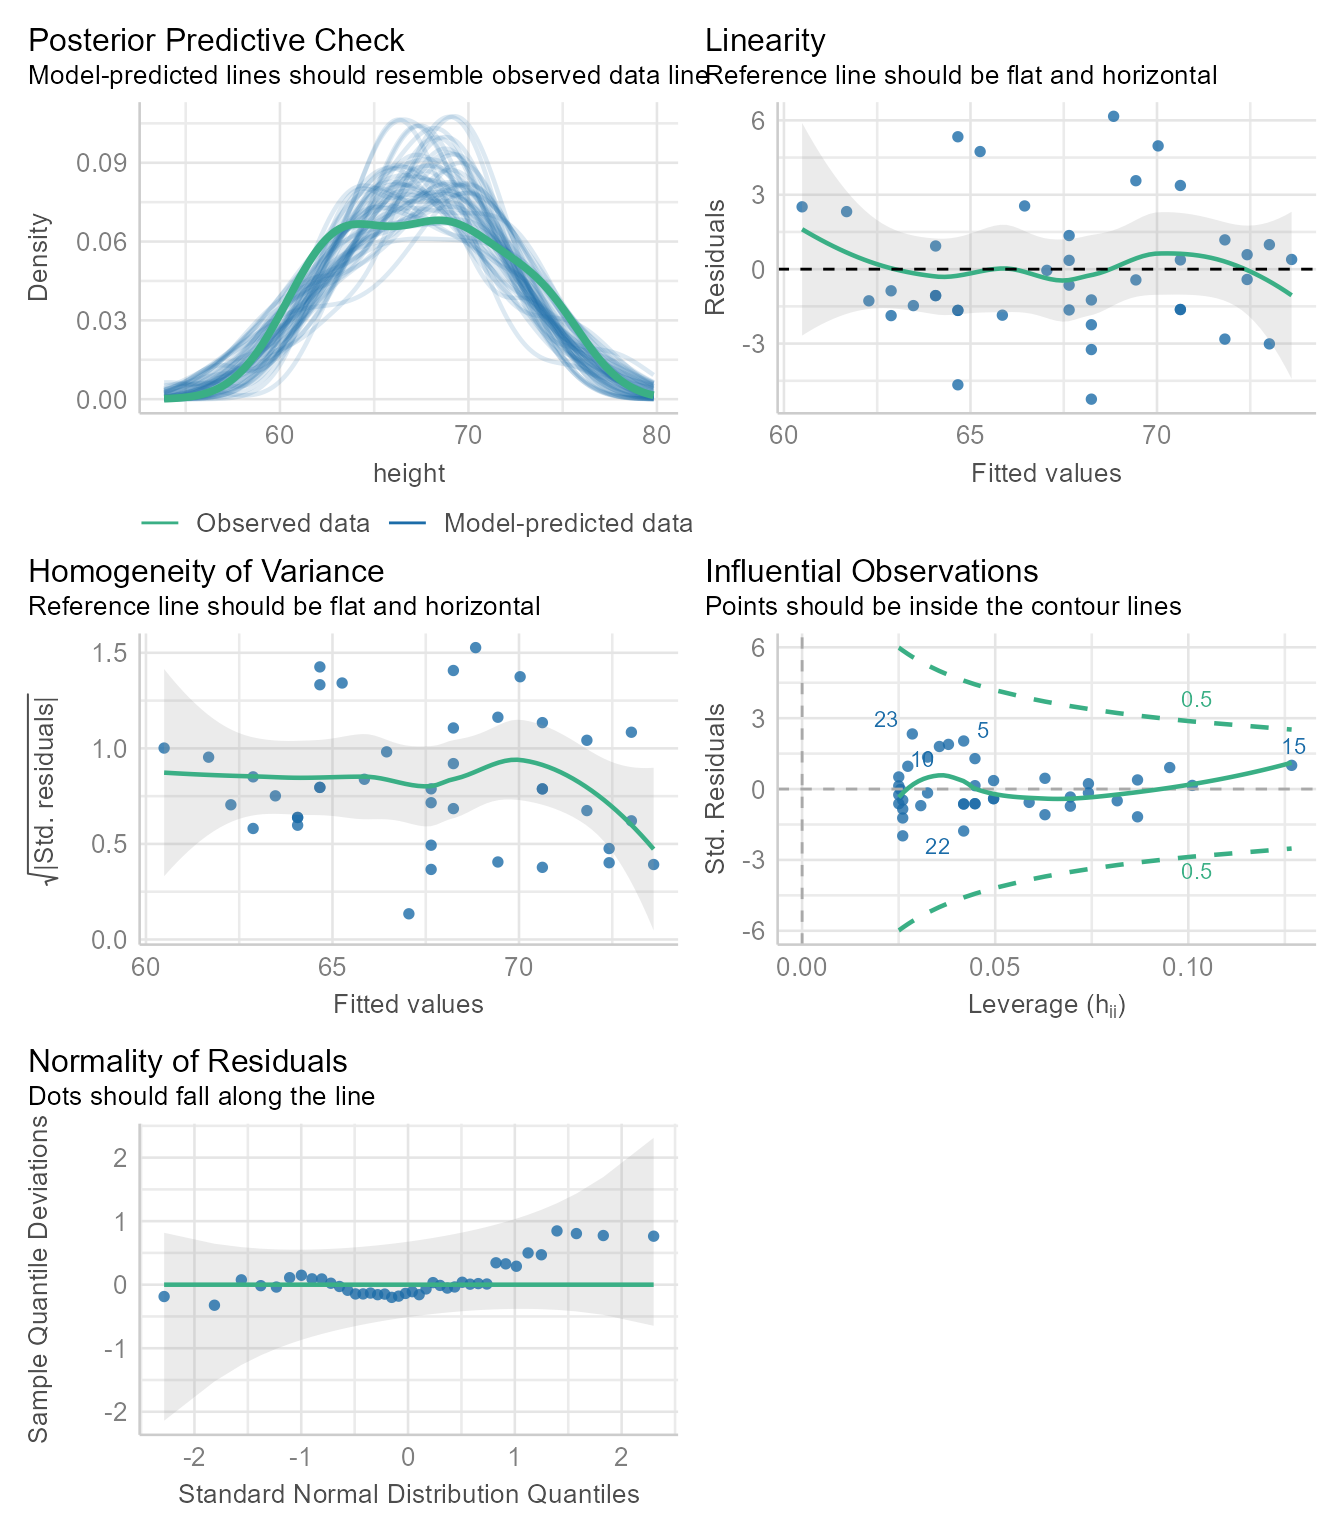 Posterior Predictive Check
Model-predicted lines should resemble observed data line
Density
0.09
0.06
0.03
0.00
60
70
80
height
Observed data
Model-predicted data
Linearity
Reference line should be flat and horizontal
Residuals
6
3
0
-3
60
65
70
Fitted values
Homogeneity of Variance
Reference line should be flat and horizontal
√|Std. residuals|
1.5
1.0
0.5
0.0
60
65
70
Fitted values
Influential Observations
Points should be inside the contour lines
Std. Residuals
6
3
0
-3
-6
0.5
23
5
10
15
22
0.5
0.00
0.05
0.10
Leverage (hii)
Normality of Residuals
Dots should fall along the line
Sample Quantile Deviations
2
1
0
-1
-2
-2
-1
0
1
2
Standard Normal Distribution Quantiles